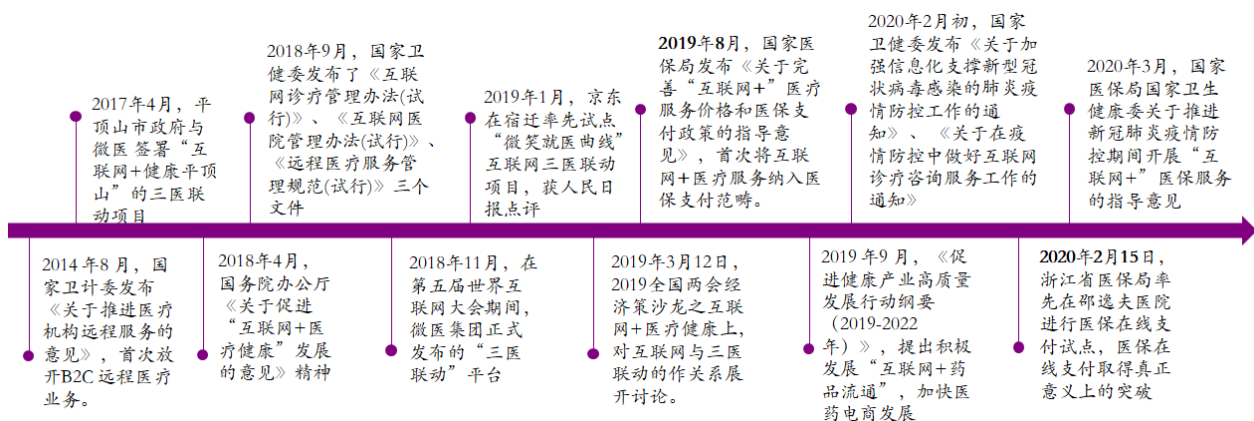 2017年4月，平
顶山市政府与
微医签署“互
联网+健康平顶
山”的三医联
动项目
2018年9月，国家卫
健委发布了《互联
网诊疗管理办法(试
行)》、《互联网医
院管理办法(试行)》、
《远程医疗服务管
理规范(试行)》三个
文件
2019年1月，京东
在宿迁率先试点
“微笑就医曲线”
互联网三医联动
项目，获人民日
报点评
2019年8月，国家医
保局发布《关于完
善“互联网+”医疗
服务价格和医保支
付政策的指导意
见》，首次将互联
网+医疗服务纳入医
保支付范畴。
2020年2月初，国家
卫健委发布《关于加
强信息化支撑新型冠
状病毒感染的肺炎疫
情防控工作的通
知》、《关于在疫
情防控中做好互联网
诊疗咨询服务工作的
通知》
2020年3月，国家
医保局国家卫生
健康委关于推进
新冠肺炎疫情防
控期间开展“互
联网+”医保服务
的指导意见
2014年8月，国
家卫计委发布
《关于推进医疗
机构远程服务的
意见》，首次放
开B2C远程医疗
业务。
2018年4月，
国务院办公厅
《关于促进
“互联网+医
疗健康”发展
的意见》精神
2018年11月，在
第五届世界互
联网大会期间，
微医集团正式
发布的“三医
联动”平台
2019年3月12日，
2019全国两会经
济策沙龙之互联
网+医疗健康上，
对互联网与三医
联动的作关系展
开讨论。
2019年9月，《促
进健康产业高质量
发展行动纲要
（2019-2022
年）》，提出积极
发展“互联网+药
品流通”，加快医
药电商发展
2020年2月15日，
浙江省医保局率
先在邵逸夫医院
进行医保在线支
付试点，医保在
线支付取得真正
意义上的突破